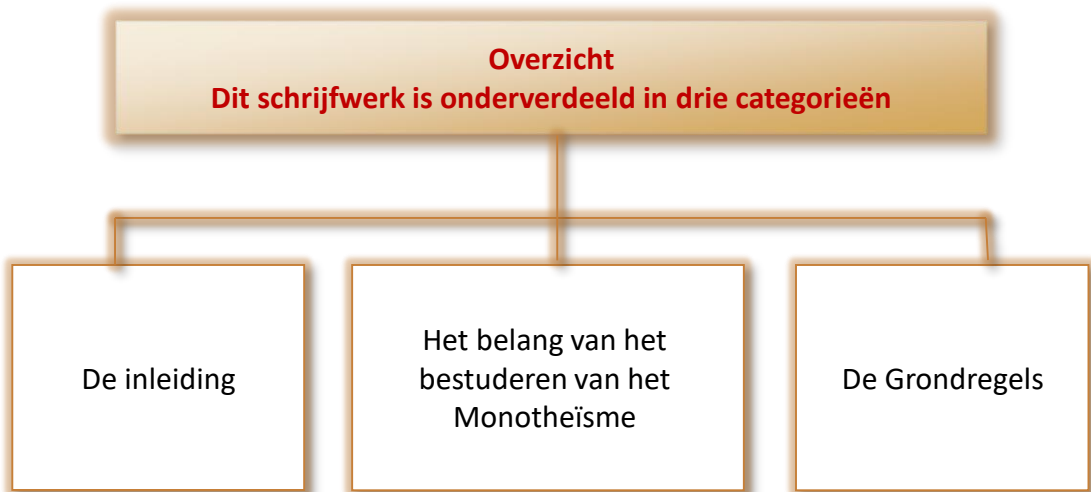 Overzicht
Dit schrijfwerk is onderverdeeld in drie categorieën
De inleiding
Het belang van het
bestuderen van het
Monotheïsme
De Grondregels